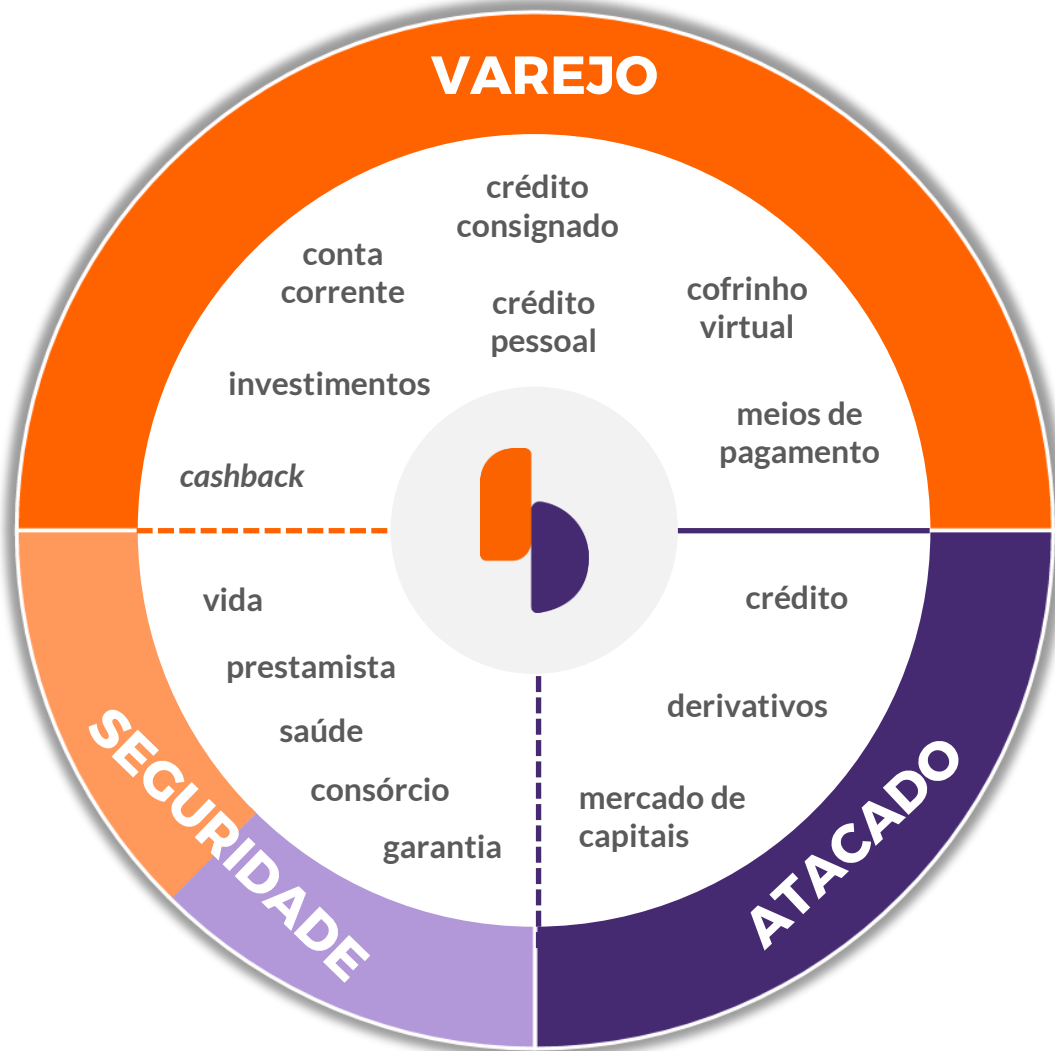 VAREJO
crédito
consignado
conta
corrente
crédito
pessoal
cofrinho
virtual
investimentos
meios de
pagamento
cashback
vida
prestamista
saúde
consórcio
garantia
SEGURIDADE
crédito
derivativos
mercado de
capitais
ATACADO